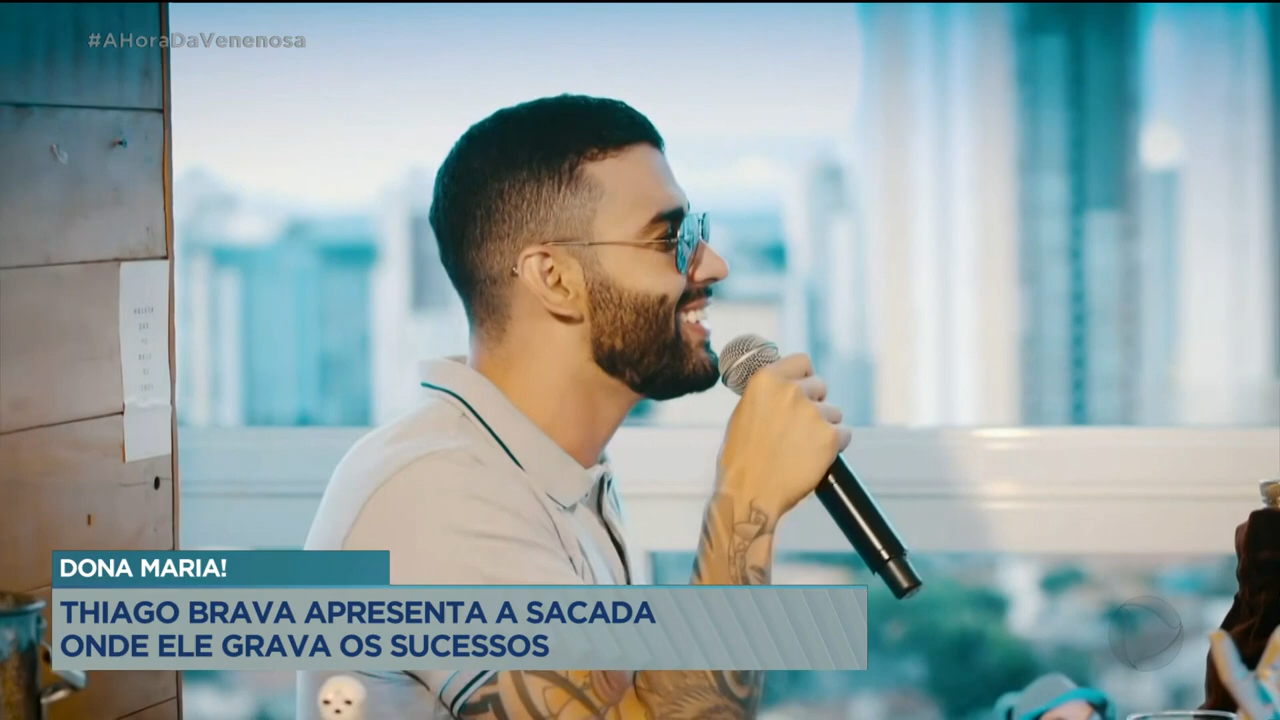 #AHoraDaVenenosa
DONA MARIA!
THIAGO BRAVA APRESENTA A SACADA
ONDE ELE GRAVA OS SUCESSOS